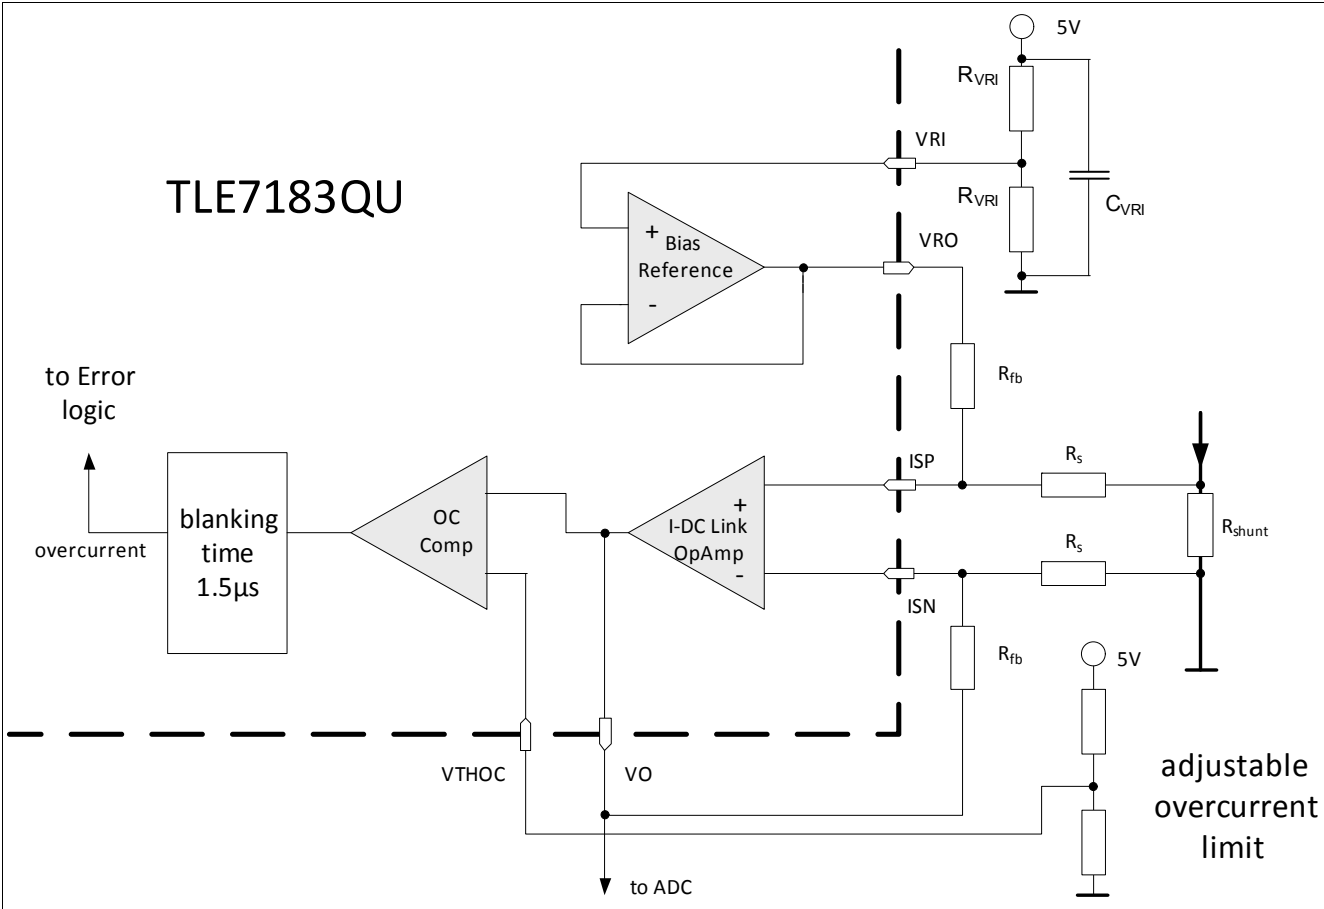 5V
RVRI
VRI
TLE7183QU
RVRI
CVRI
+
Bias
Reference
-
VRO
to Error
logic
Rfb
ISP
Rs
blanking
time
1.5µs
OC
Comp
+
I-DC Link
OpAmp
-
Rshunt
overcurrent
Rs
ISN
Rfb
5V
VTHOC
VO
adjustable
overcurrent
limit
to ADC